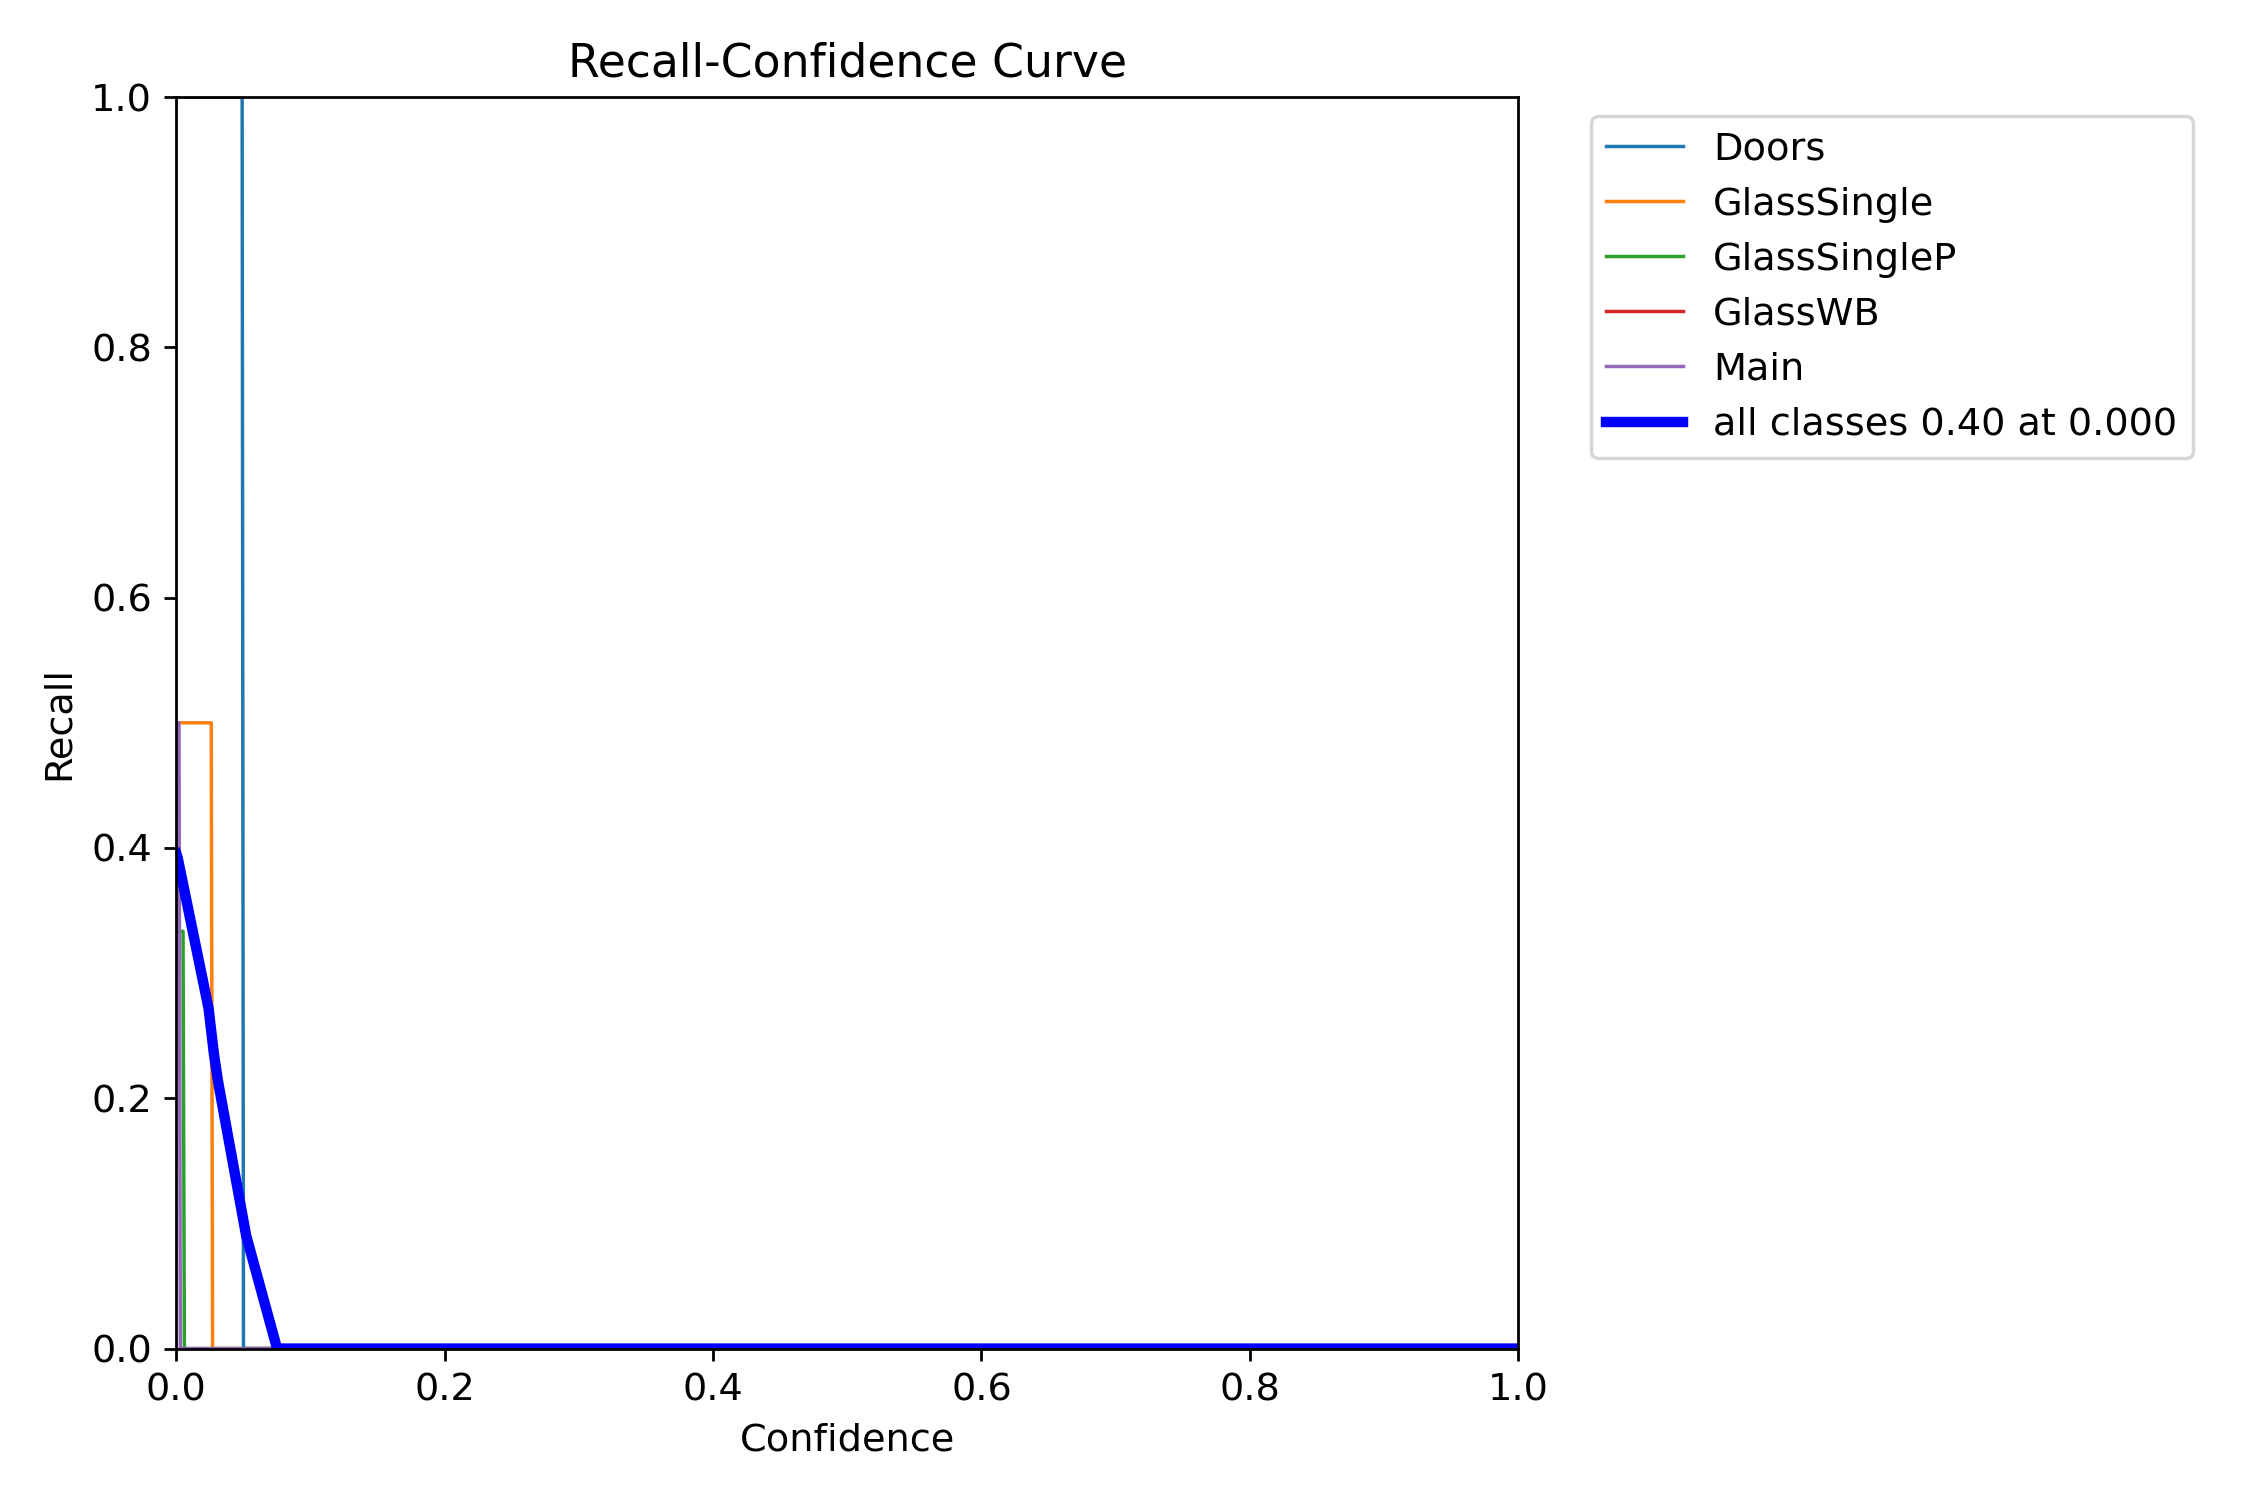 Recall-Confidence Curve
1.0
0.8
0.6
0.4
0.2
0.0
Recall
0.0 0.2 0.4 0.6 0.8 1.0
Confidence
Doors
GlassSingle
GlassSingleP
GlassWB
Main
all classes 0.40 at 0.000